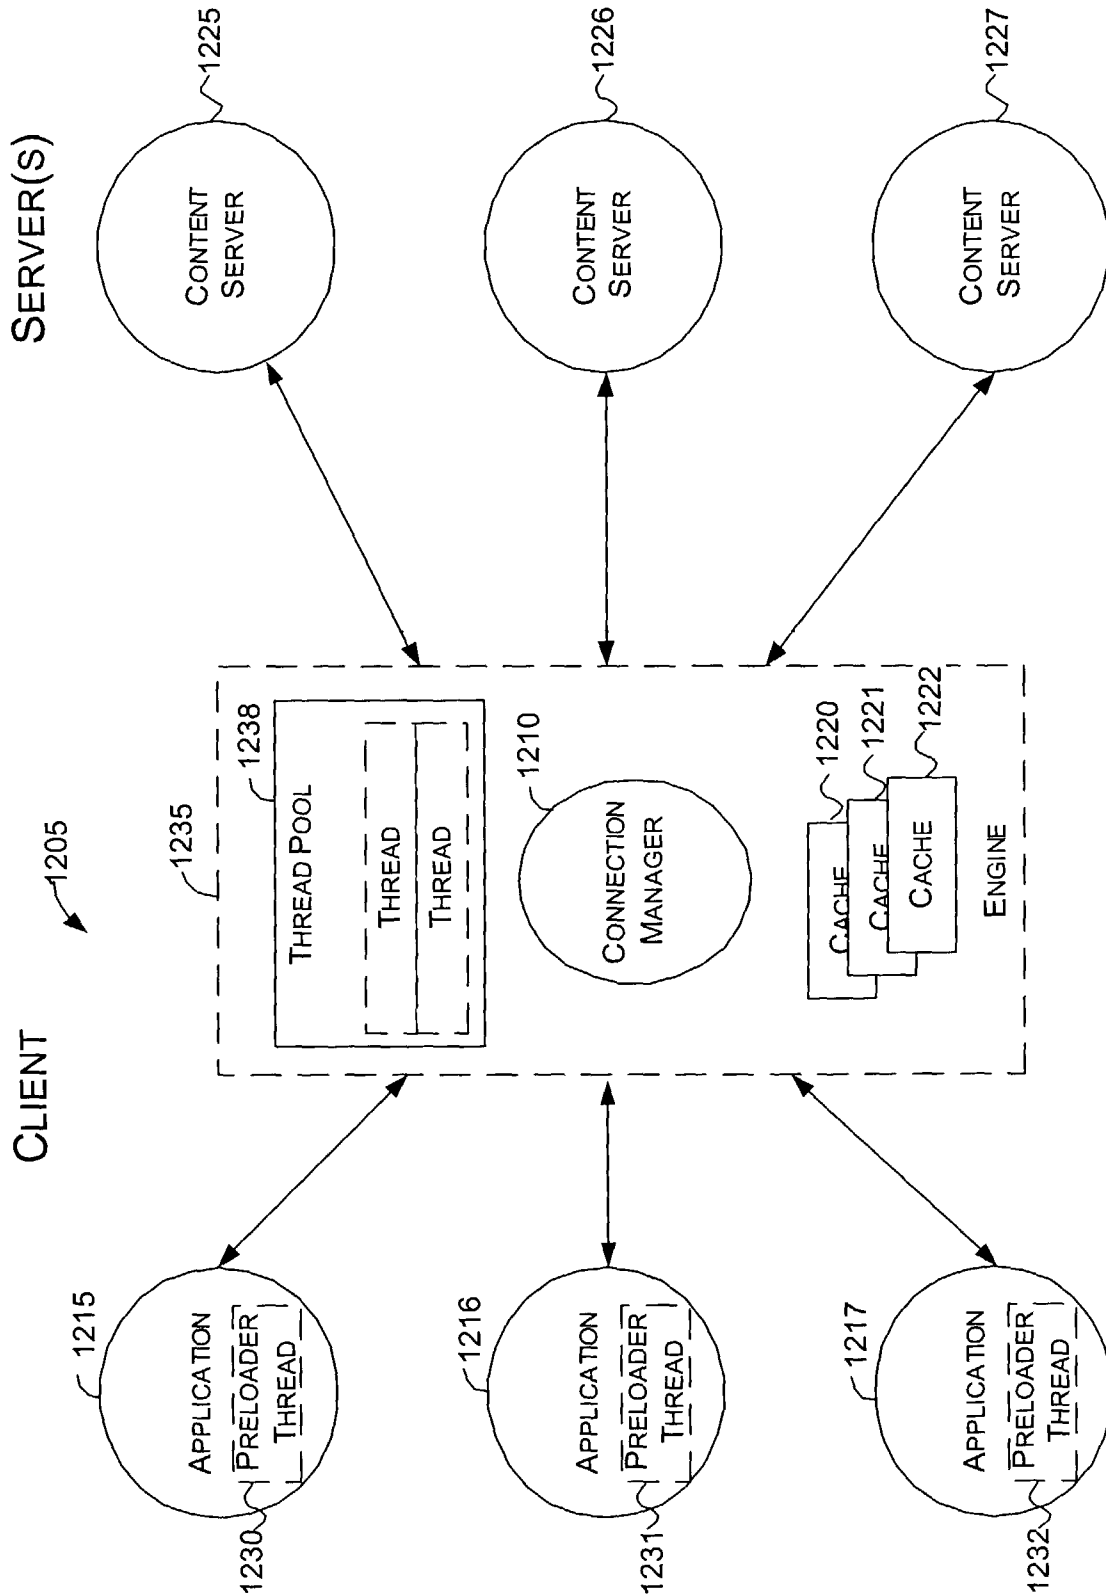 CLIENT
SERVER(S)
1205
1215
APPLICATION
PRELOADER
THREAD
1230
1216
APPLICATION
PRELOADER
THREAD
1231
1217
APPLICATION
PRELOADER
THREAD
1232
1235
1238
THREAD POOL
THREAD
THREAD
1210
CONNECTION
MANAGER
1220
1221
1222
CACHE
CACHE
CACHE
ENGINE
1225
CONTENT
SERVER
1226
CONTENT
SERVER
1227
CONTENT
SERVER